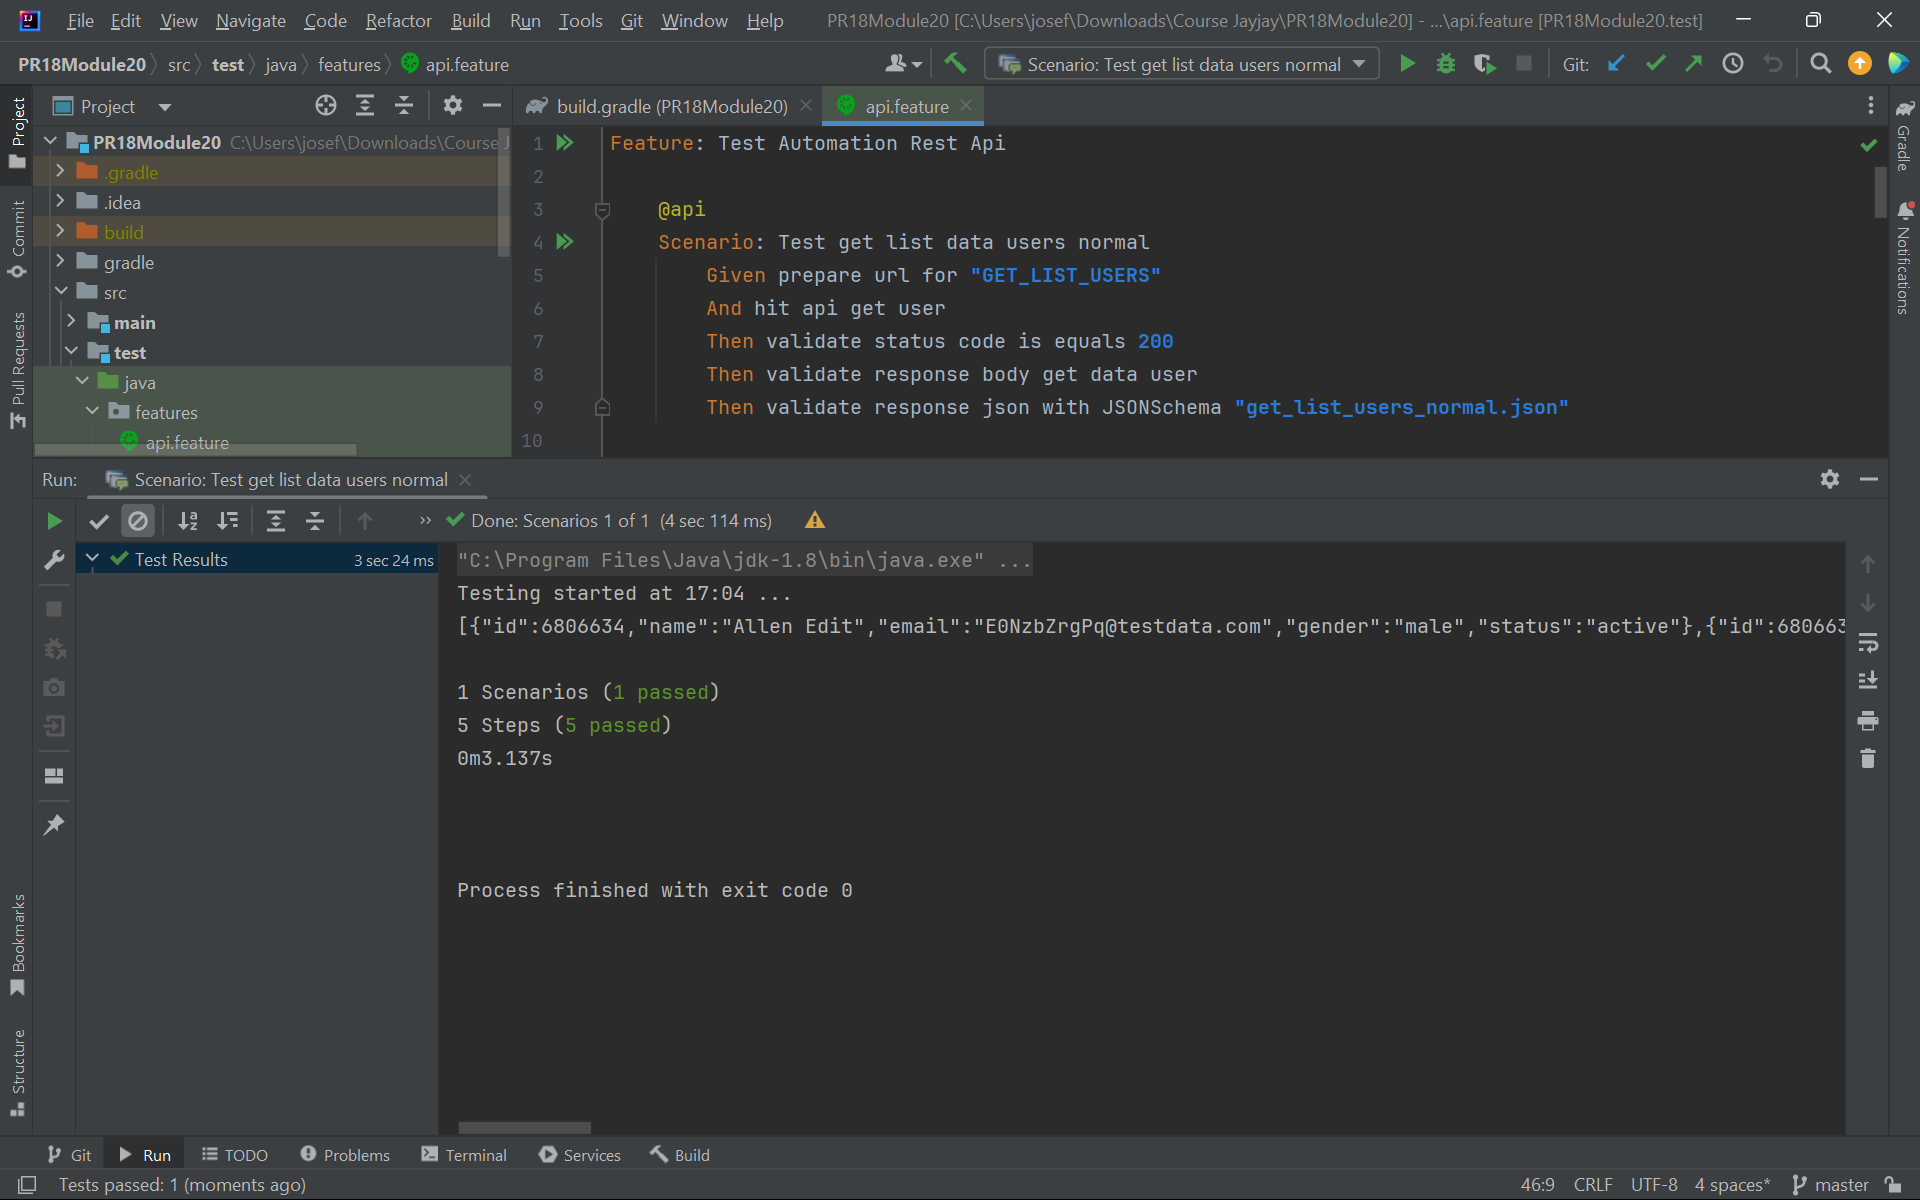 File Edit View Navigate Code Refactor Build Run Tools Git Window Help PR18Module20 [C:\Users\josef\Downloads\Course Jayjay\PR18Module20] - ...\api.feature [PR18Module20.test]
PR18Module20 src test java features api.feature Scenario: Test get list data users normal Git:
Project build.gradle (PR18Module20) api.feature
PR18Module20 C:\Users\josef\Downloads\Course J
.gradle
.idea
build
gradle
src
main
test
java
features
api.feature
1 Feature: Test Automation Rest Api
2
3 @api
4 Scenario: Test get list data users normal
5 Given prepare url for "GET_LIST_USERS"
6 And hit api get user
7 Then validate status code is equals 200
8 Then validate response body get data user
9 Then validate response json with JSONSchema "get_list_users_normal.json"
10
Project
Commit
Pull Requests
Bookmarks
Structure
Gradle
Notifications
Run: Scenario: Test get list data users normal
Done: Scenarios 1 of 1 (4 sec 114 ms)
Test Results 3 sec 24 ms
"C:\Program Files\Java\jdk-1.8\bin\java.exe" ...
Testing started at 17:04 ...
[{"id":6806634,"name":"Allen Edit","email":"E0NzbZrgPq@testdata.com","gender":"male","status":"active"},{"id":680663
1 Scenarios (1 passed)
5 Steps (5 passed)
0m3.137s
Process finished with exit code 0
Git Run TODO Problems Terminal Services Build
Tests passed: 1 (moments ago) 46:9 CRLF UTF-8 4 spaces* master